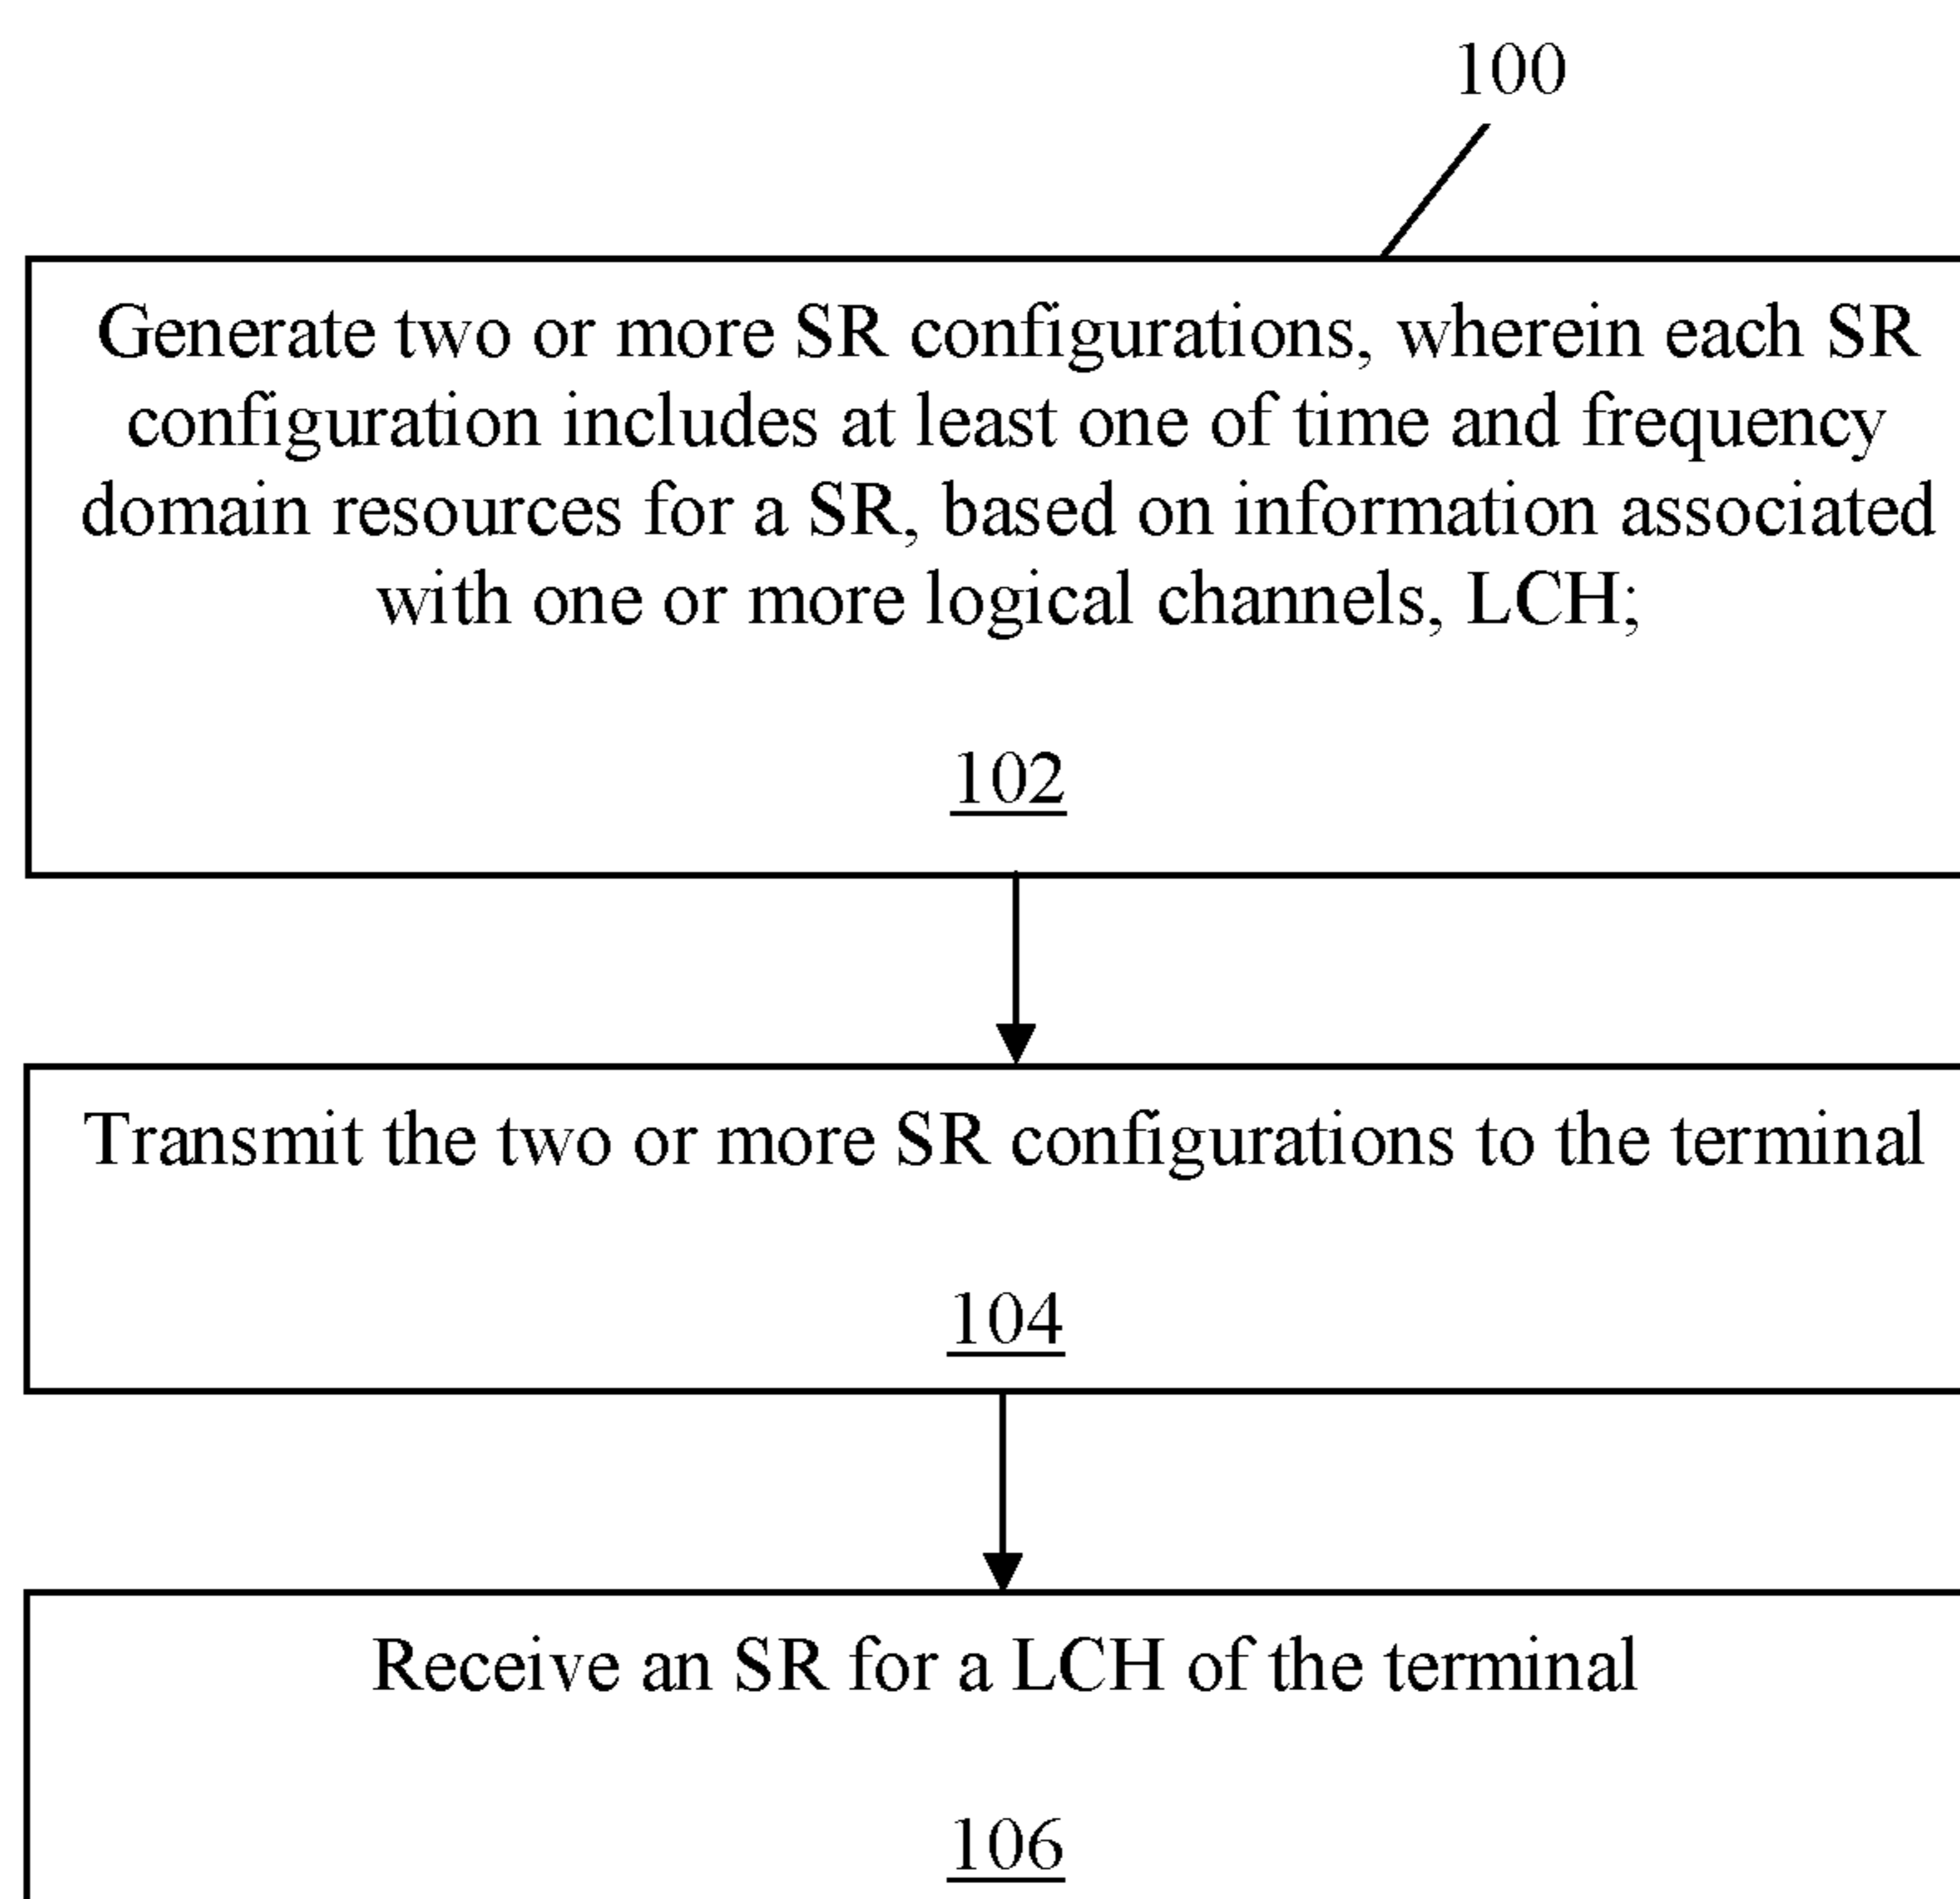 100
Generate two or more SR configurations, wherein each SR
configuration includes at least one of time and frequency
domain resources for a SR, based on information associated
with one or more logical channels, LCH;
102
Transmit the two or more SR configurations to the terminal
104
Receive an SR for a LCH of the terminal
106